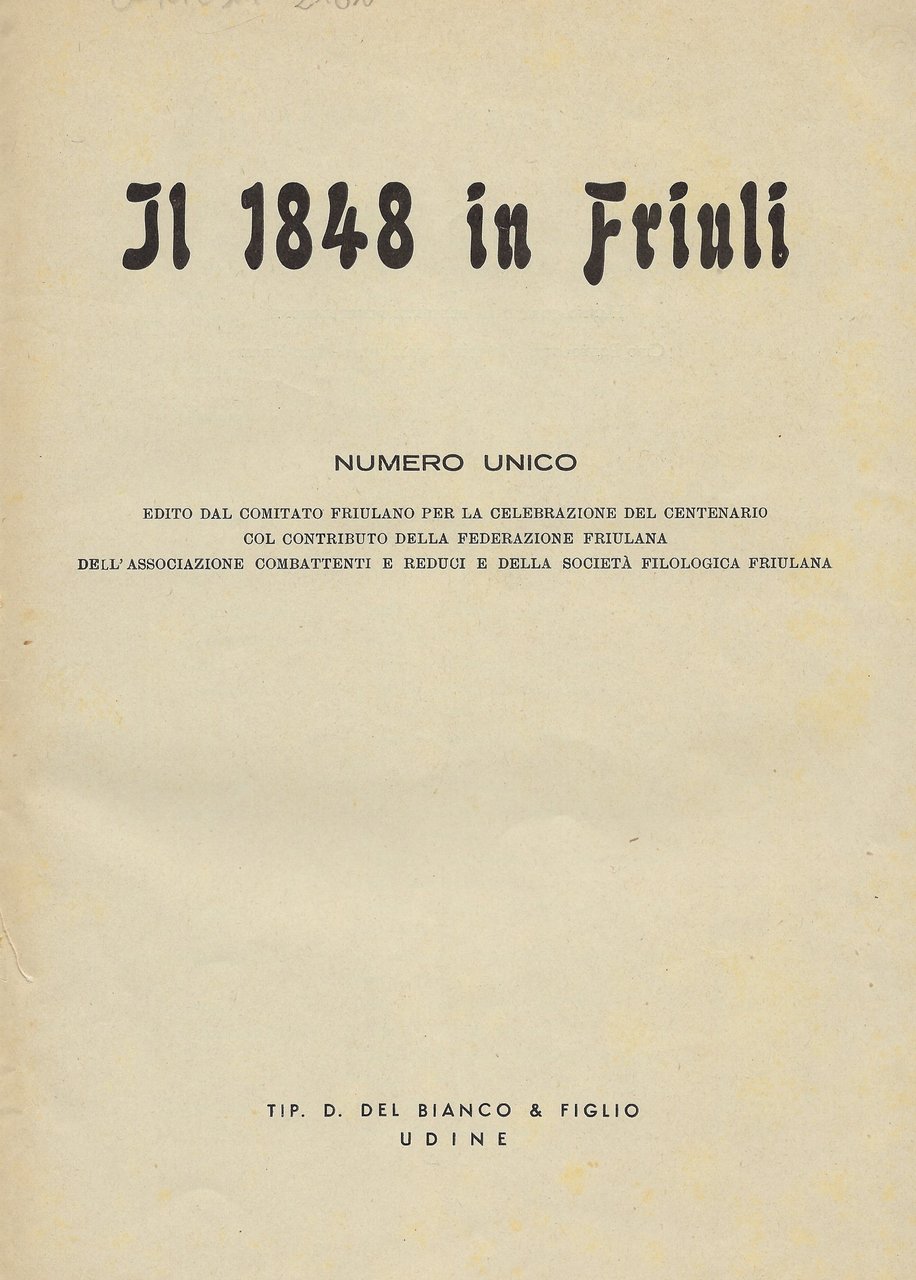 Il 1848 in Friuli
NUMERO UNICO
EDITO DAL COMITATO FRIULANO PER LA CELEBRAZIONE DEL CENTENARIO
COL CONTRIBUTO DELLA FEDERAZIONE FRIULANA
DELL'ASSOCIAZIONE COMBATTENTI E REDUCI E DELLA SOCIETÀ FILOLOGICA FRIULANA
TIP. D. DEL BIANCO & FIGLIO
UDINE